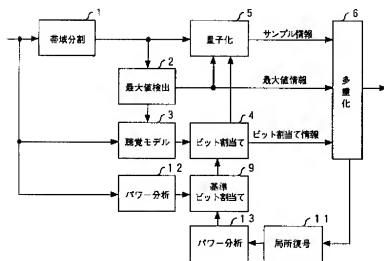 1
帯域分割
5
量子化
サンプル情報
6
多重化
2
最大値検出
最大値情報
3
聴覚モデル
4
ビット割当て
ビット割当て情報
12
パワー分析
9
基準
ビット割当て
13
パワー分析
11
局所復号